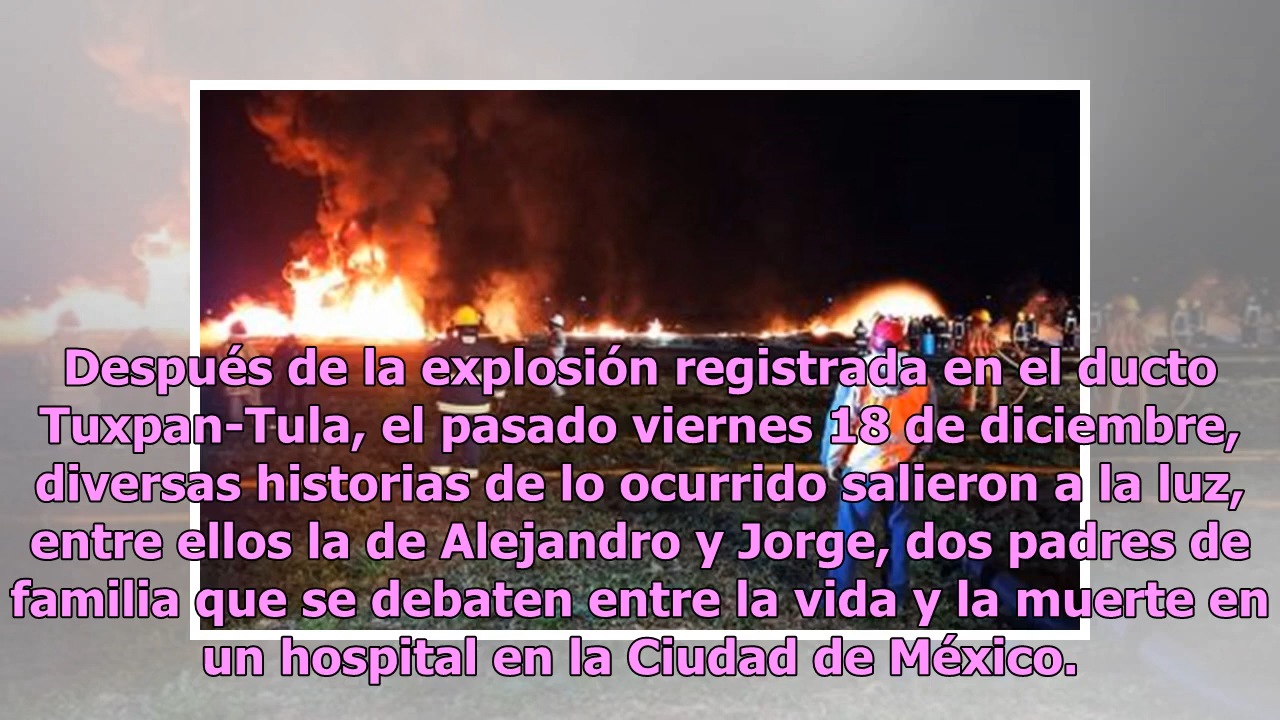 Después de la explosión registrada en el ducto
Tuxpan-Tula, el pasado viernes 18 de diciembre,
diversas historias de lo ocurrido salieron a la luz,
entre ellos la de Alejandro y Jorge, dos padres de
familia que se debaten entre la vida y la muerte en
un hospital en la Ciudad de México.